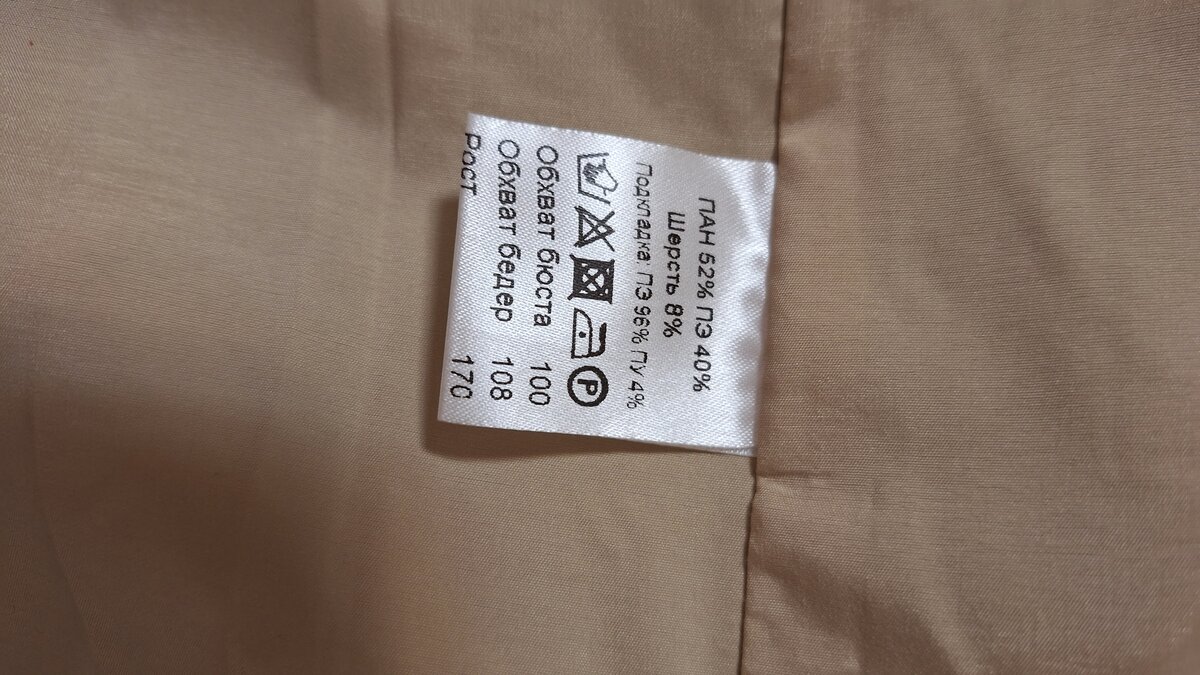 ПАН 52% ПЭ 40%
Шерсть 8%
Подкладка: ПЭ 96% ПУ 4%
P
Обхват бюста 100
Обхват бедер 108
Рост 170